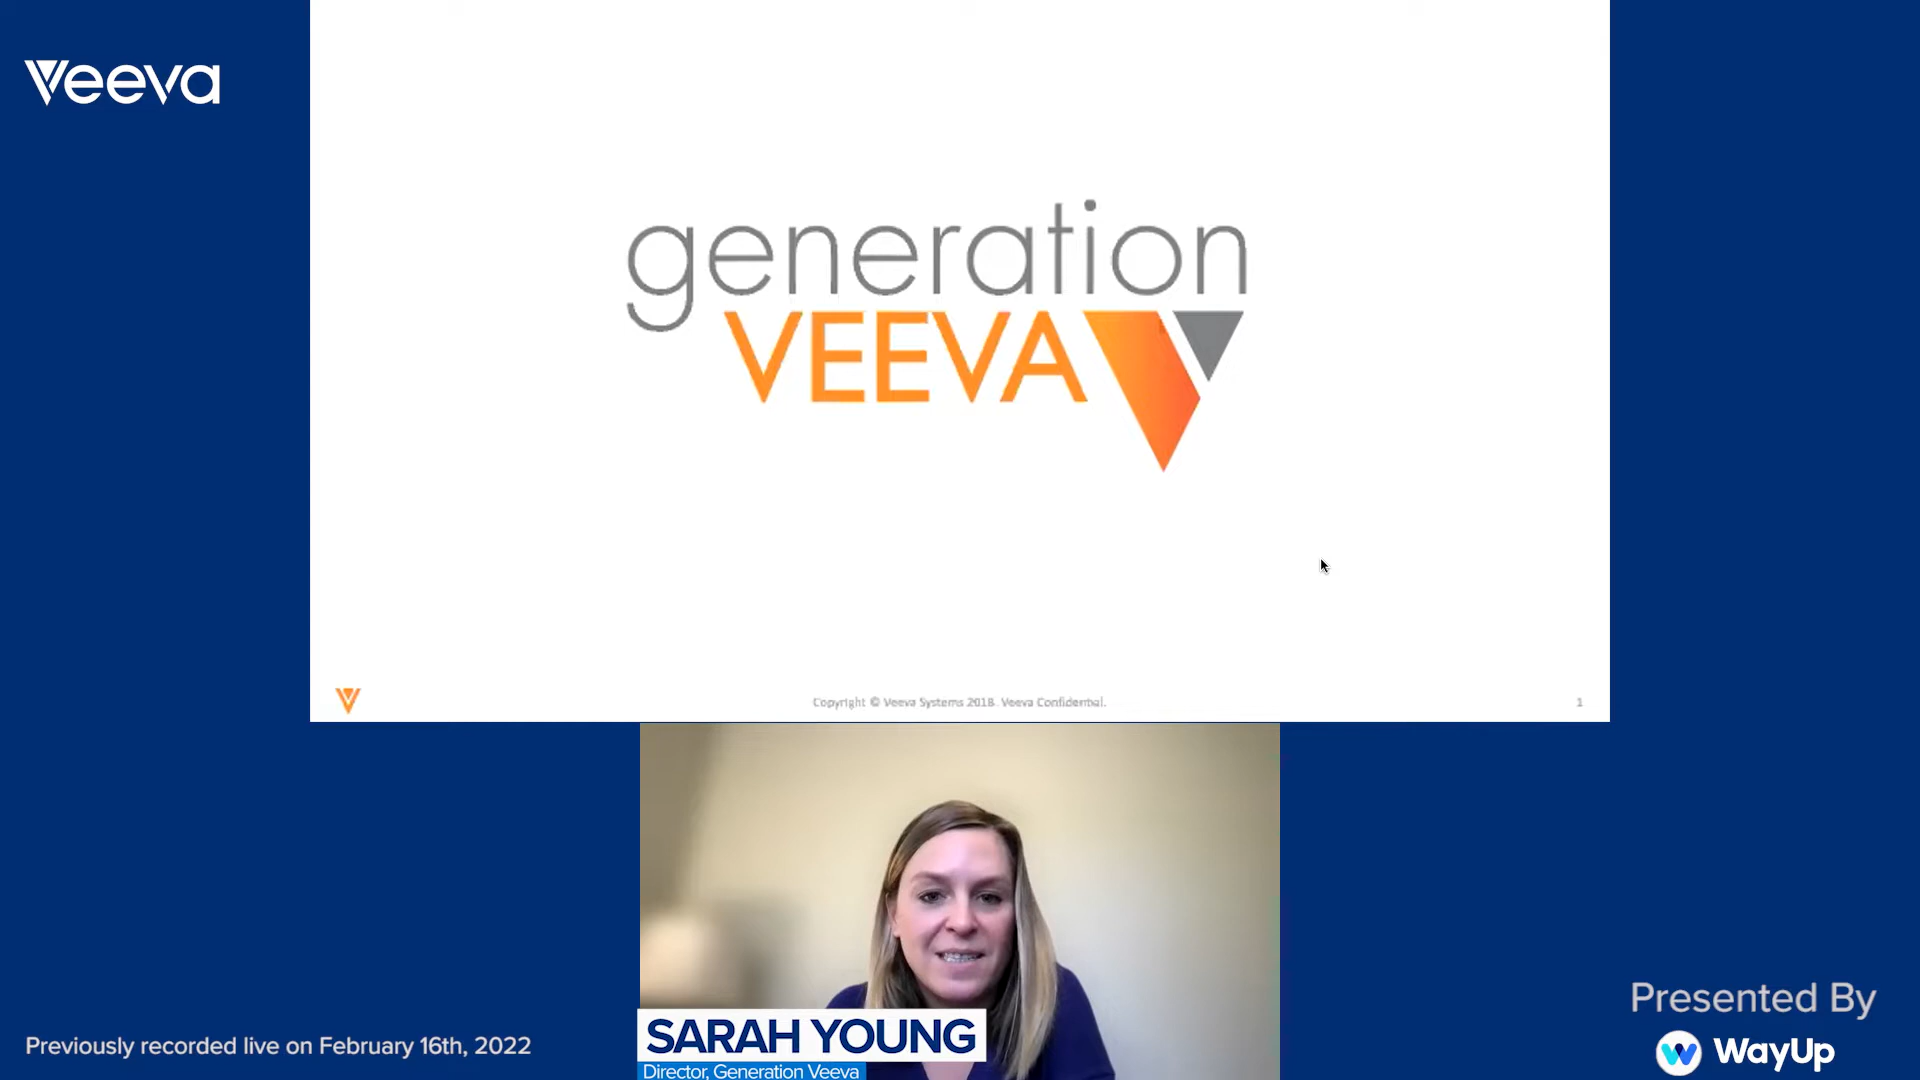 Veeva
generation
VEEVA
Copyright © Veeva Systems 2018. Veeva Confidential.
1
SARAH YOUNG
Director, Generation Veeva
Previously recorded live on February 16th, 2022
Presented By
WayUp